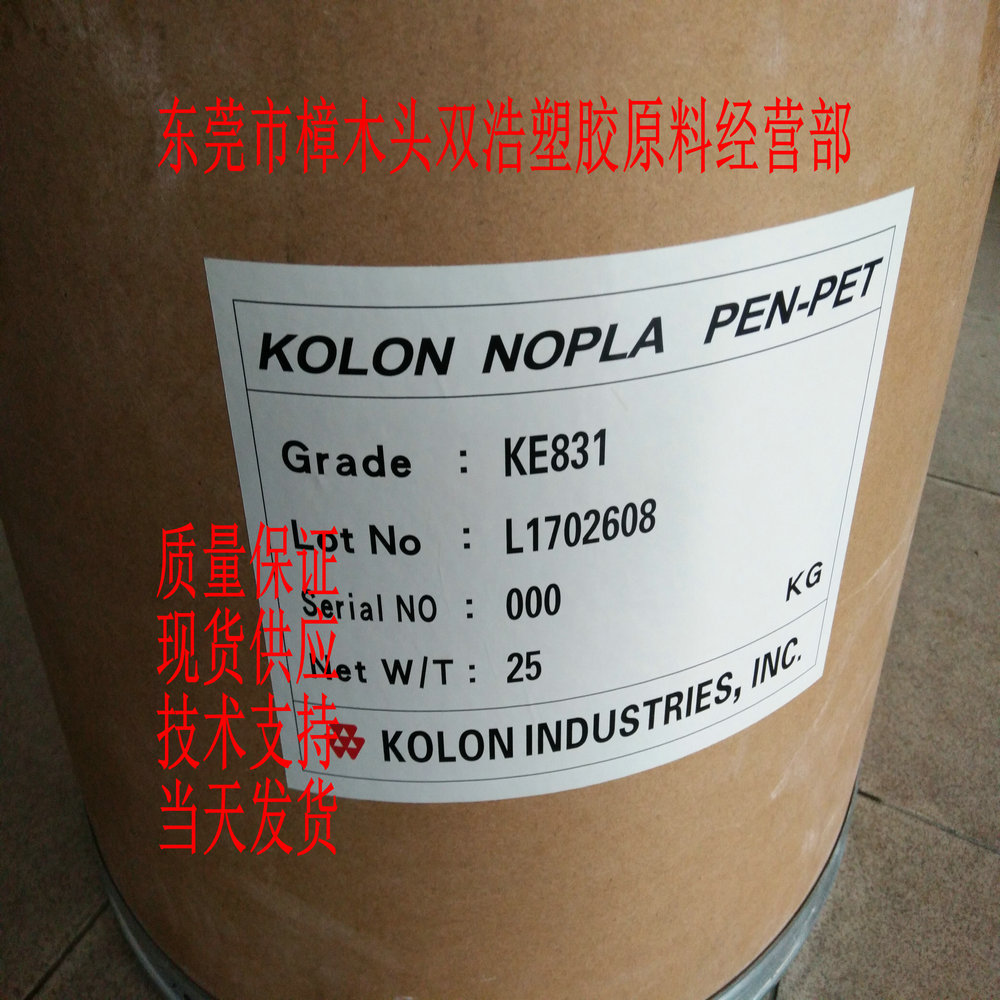 东莞市樟木头双浩塑胶原料经营部
KOLON NOPLA PEN-PET
Grade : KE831
Lot No : L1702608
Serial NO : 000
Net W/T : 25 KG
KOLON INDUSTRIES, INC.
质量保证
现货供应
技术支持
当天发货